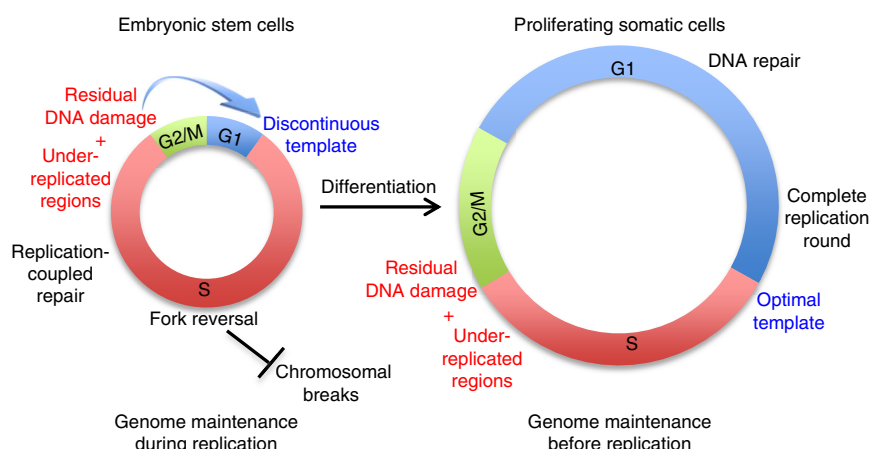 Embryonic stem cells
Residual
DNA damage
+
Under-
replicated
regions
G2/M
G1
Discontinuous
template
Replication-
coupled
repair
S
Fork reversal
Chromosomal
breaks
Genome maintenance
during replication
Differentiation
Proliferating somatic cells
G1
DNA repair
G2/M
Complete
replication
round
Residual
DNA damage
+
Under-
replicated
regions
S
Optimal
template
Genome maintenance
before replication